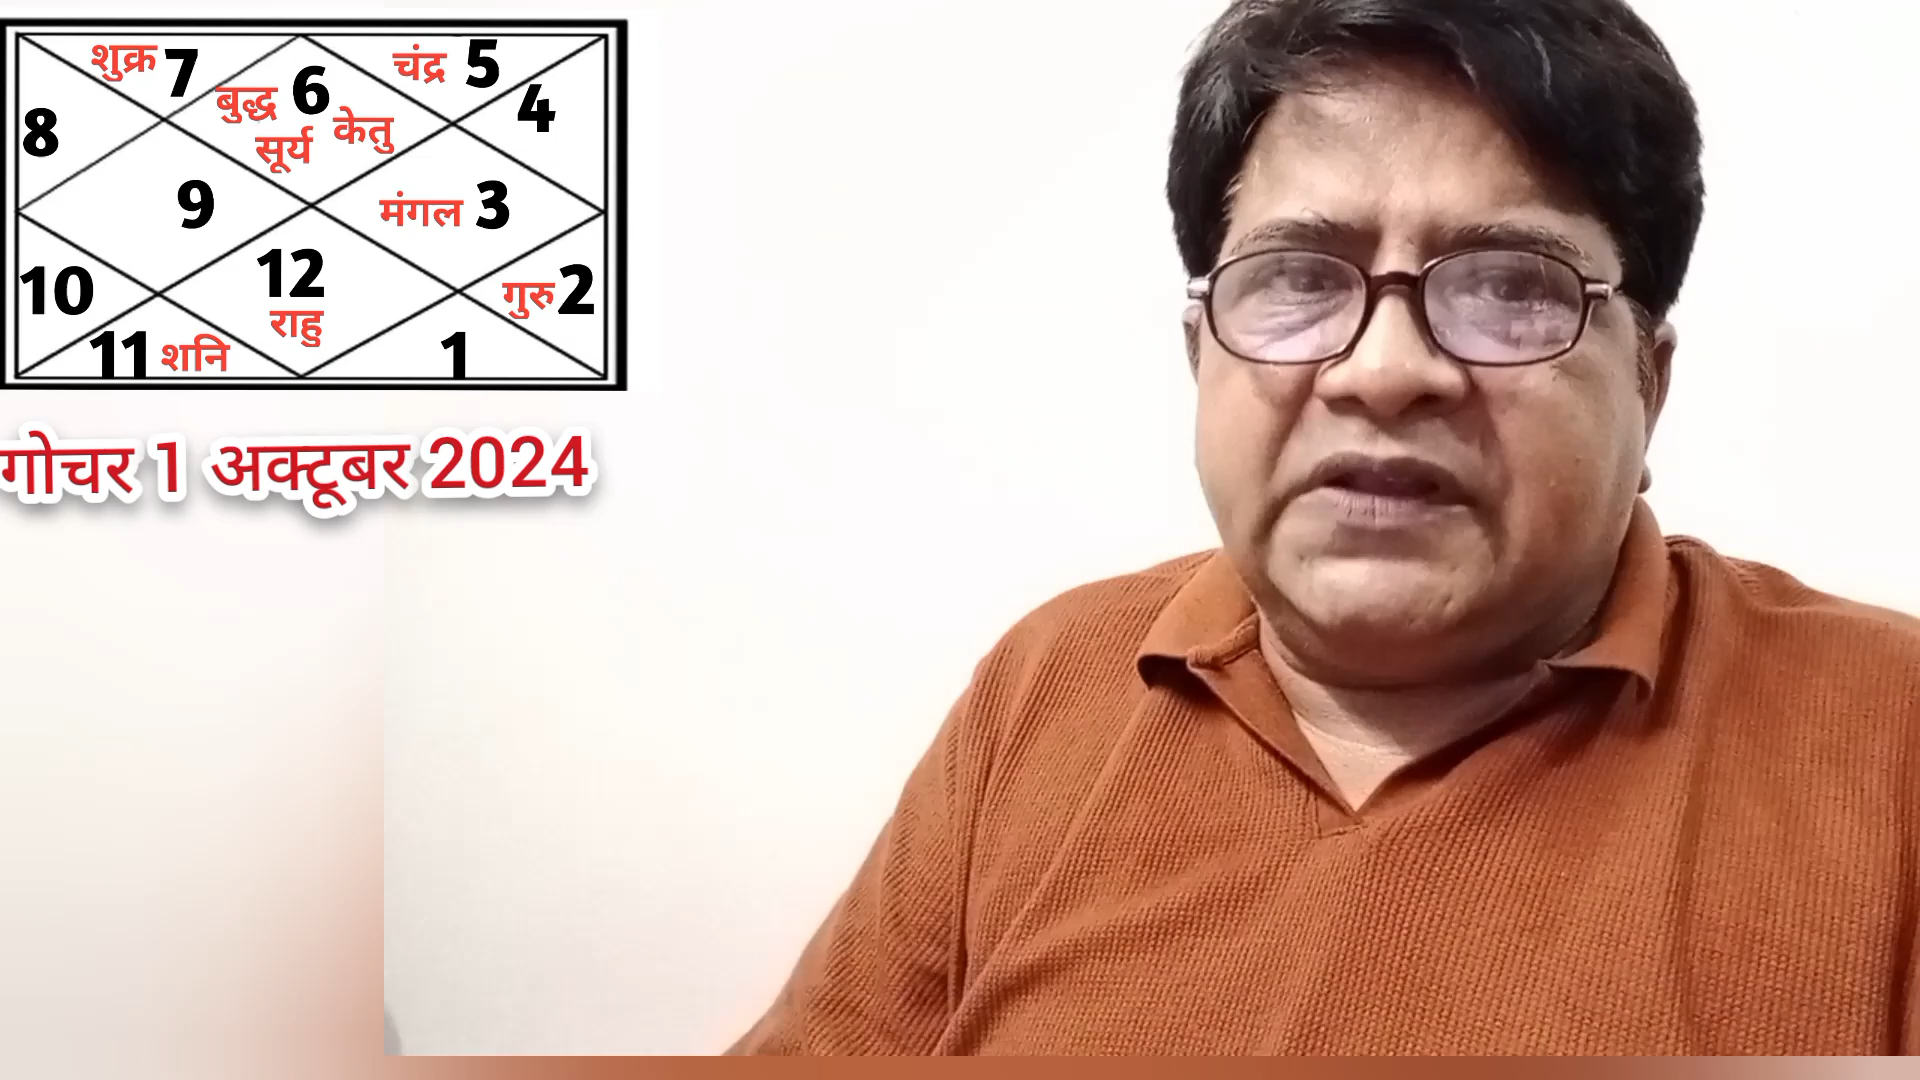 शुक्र 7
बुद्ध 6
सूर्य केतु
चंद्र 5
4
8
9
मंगल 3
10
12
राहु
गुरु 2
11 शनि
1
गोचर 1 अक्टूबर 2024